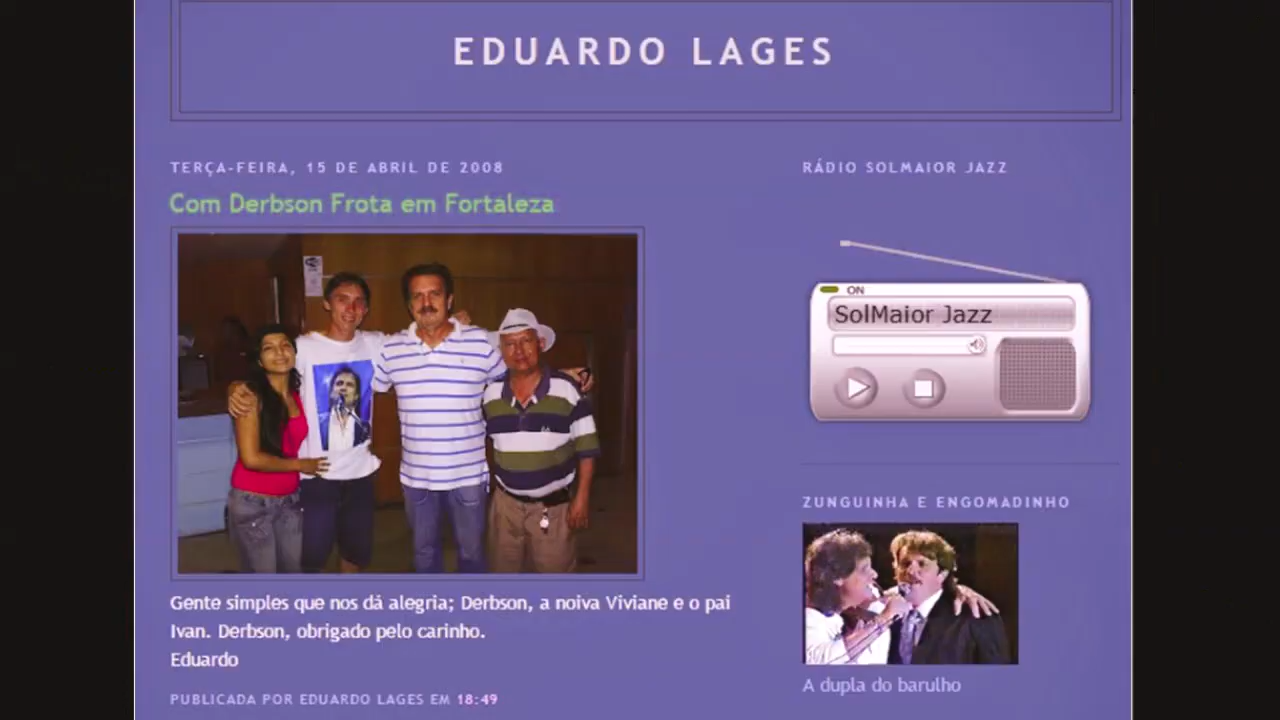 EDUARDO LAGES
TERÇA-FEIRA, 15 DE ABRIL DE 2008
Com Derbson Frota em Fortaleza
Gente simples que nos dá alegria; Derbson, a noiva Viviane e o pai
Ivan. Derbson, obrigado pelo carinho.
Eduardo
PUBLICADA POR EDUARDO LAGES EM 18:49
RÁDIO SOLMAIOR JAZZ
ON
SolMaior Jazz
ZUNGUINHA E ENGOMADINHO
A dupla do barulho